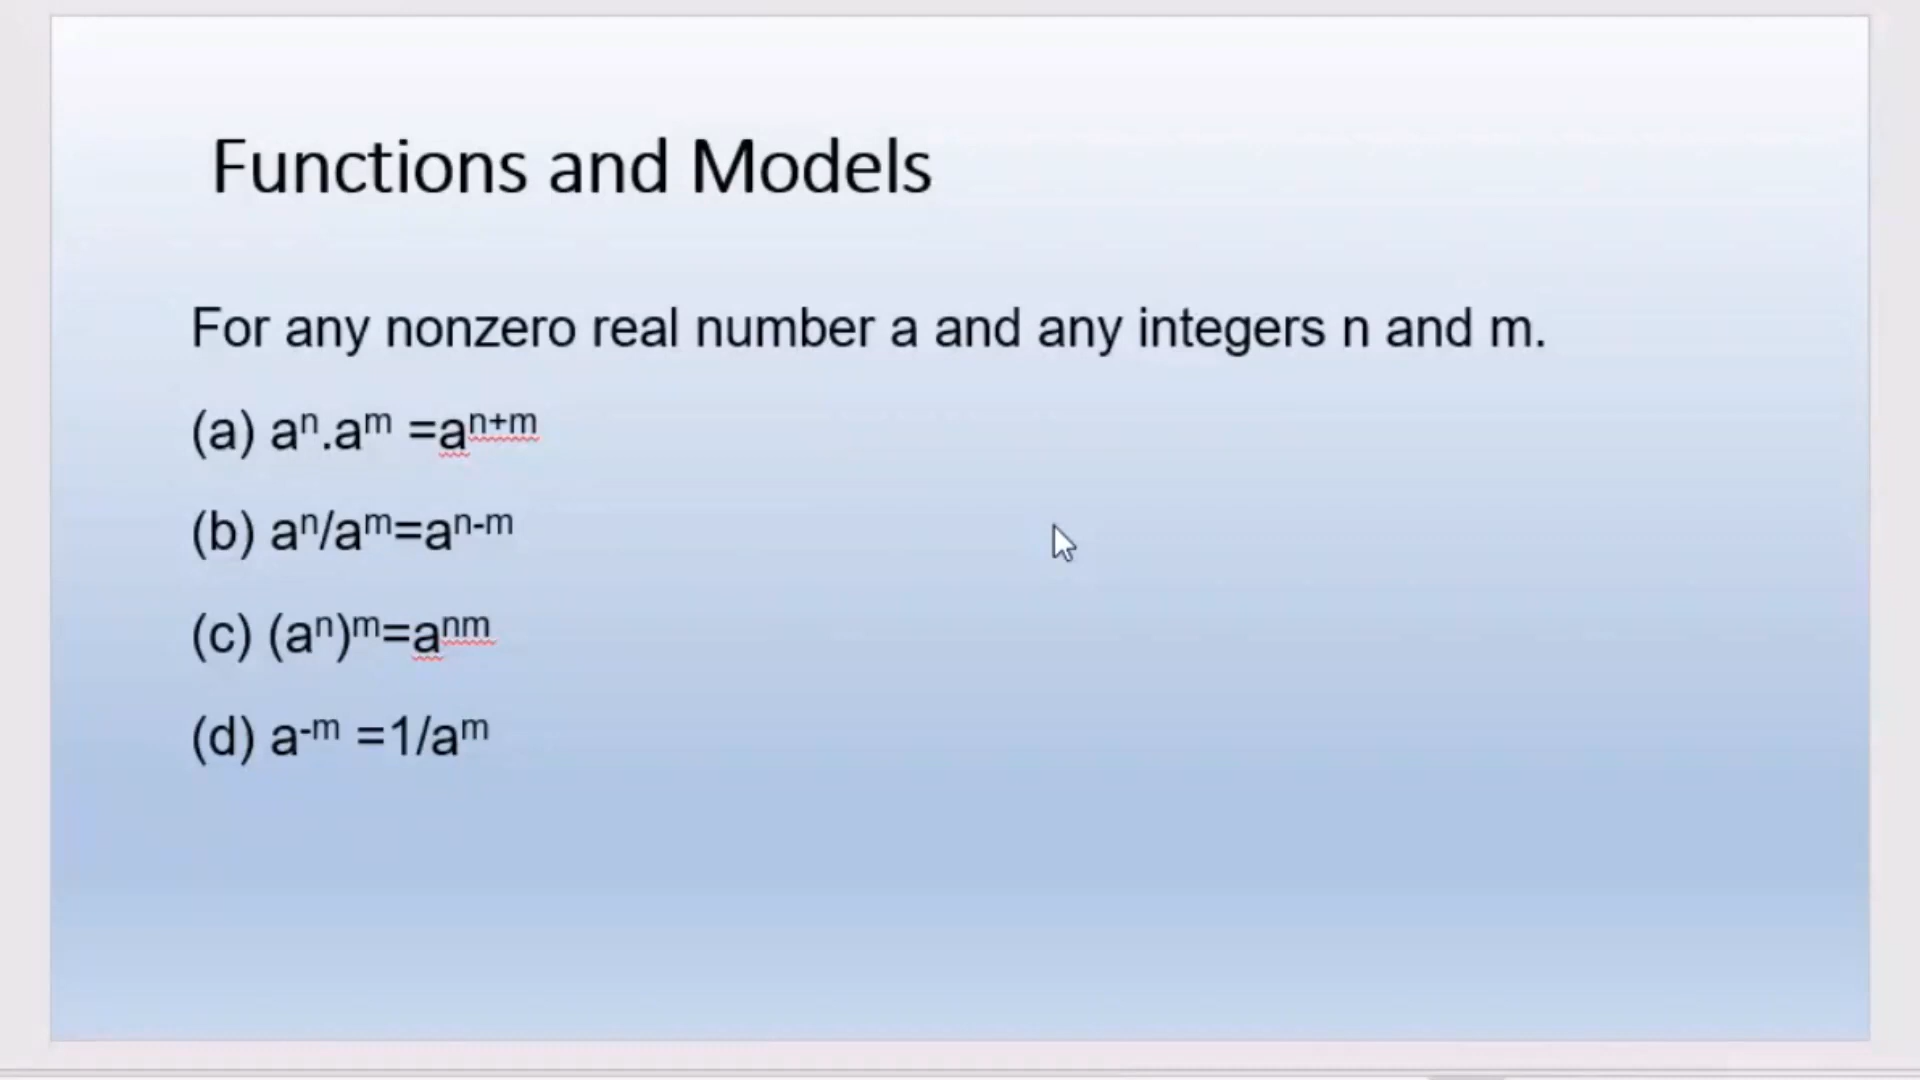 Functions and Models
For any nonzero real number a and any integers n and m.
(a) aⁿ.aᵐ =aⁿ⁺ᵐ
(b) aⁿ/aᵐ=aⁿ⁻ᵐ
(c) (aⁿ)ᵐ=aⁿᵐ
(d) a⁻ᵐ =1/aᵐ